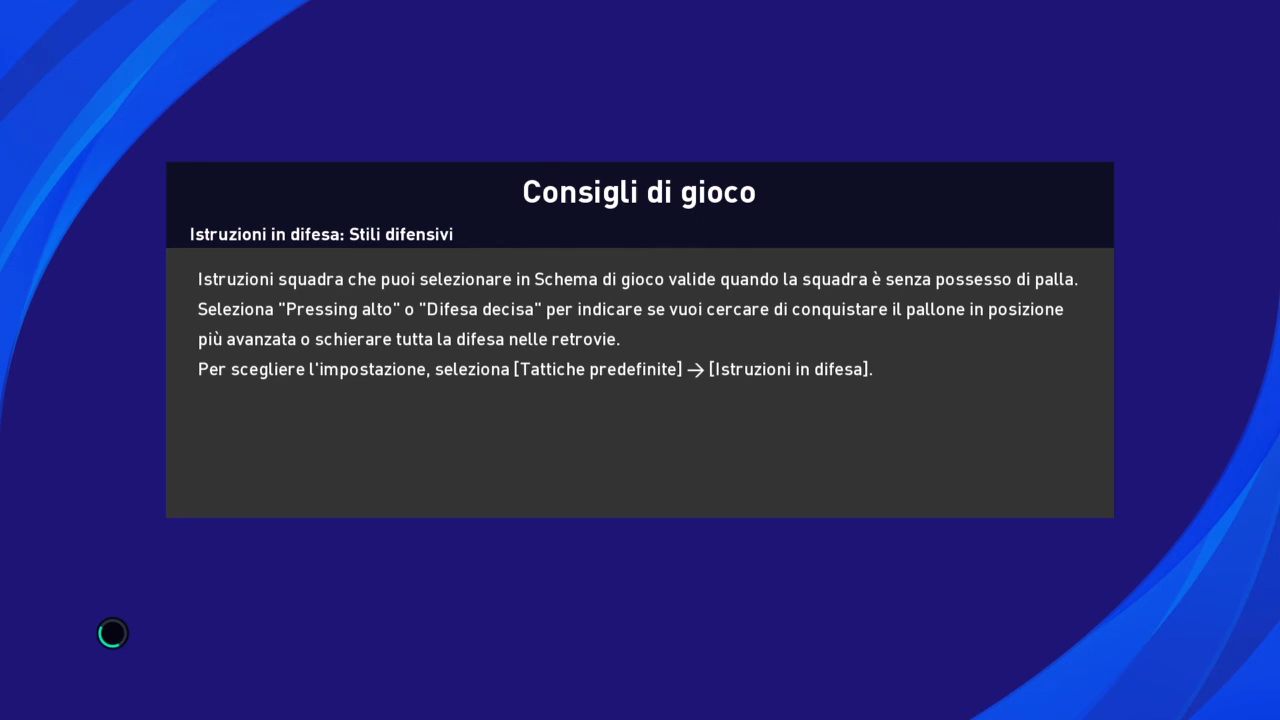 Consigli di gioco
Istruzioni in difesa: Stili difensivi
Istruzioni squadra che puoi selezionare in Schema di gioco valide quando la squadra è senza possesso di palla.
Seleziona "Pressing alto" o "Difesa decisa" per indicare se vuoi cercare di conquistare il pallone in posizione
più avanzata o schierare tutta la difesa nelle retrovie.
Per scegliere l'impostazione, seleziona [Tattiche predefinite] → [Istruzioni in difesa].